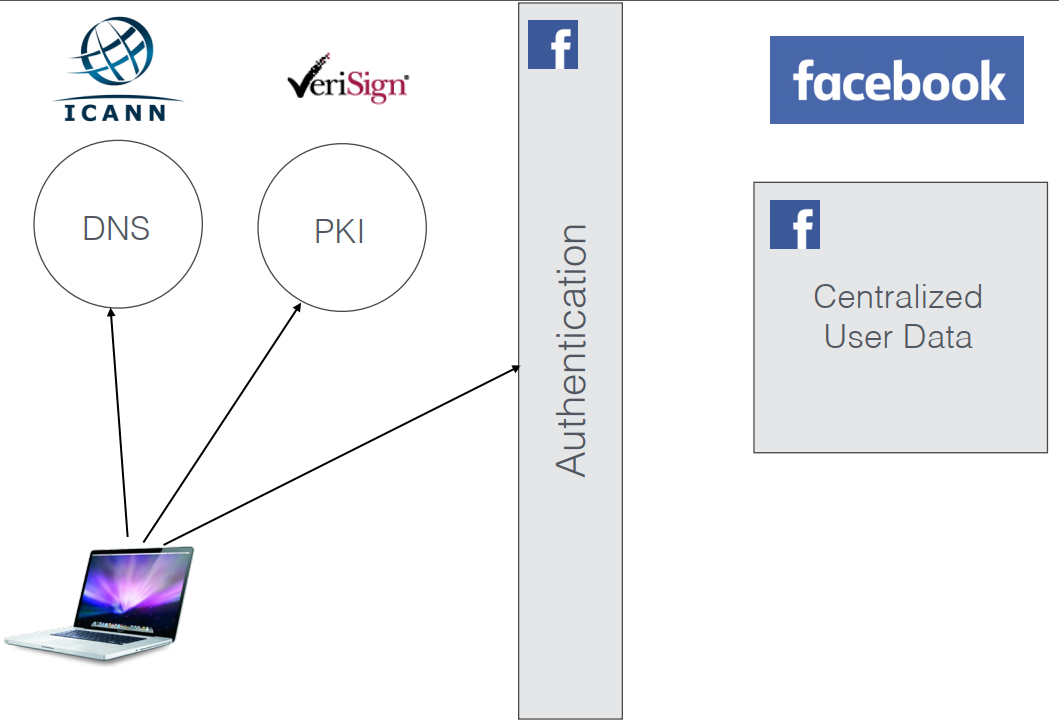 ICANN
VeriSign
facebook
DNS
PKI
Authentication
Centralized
User Data